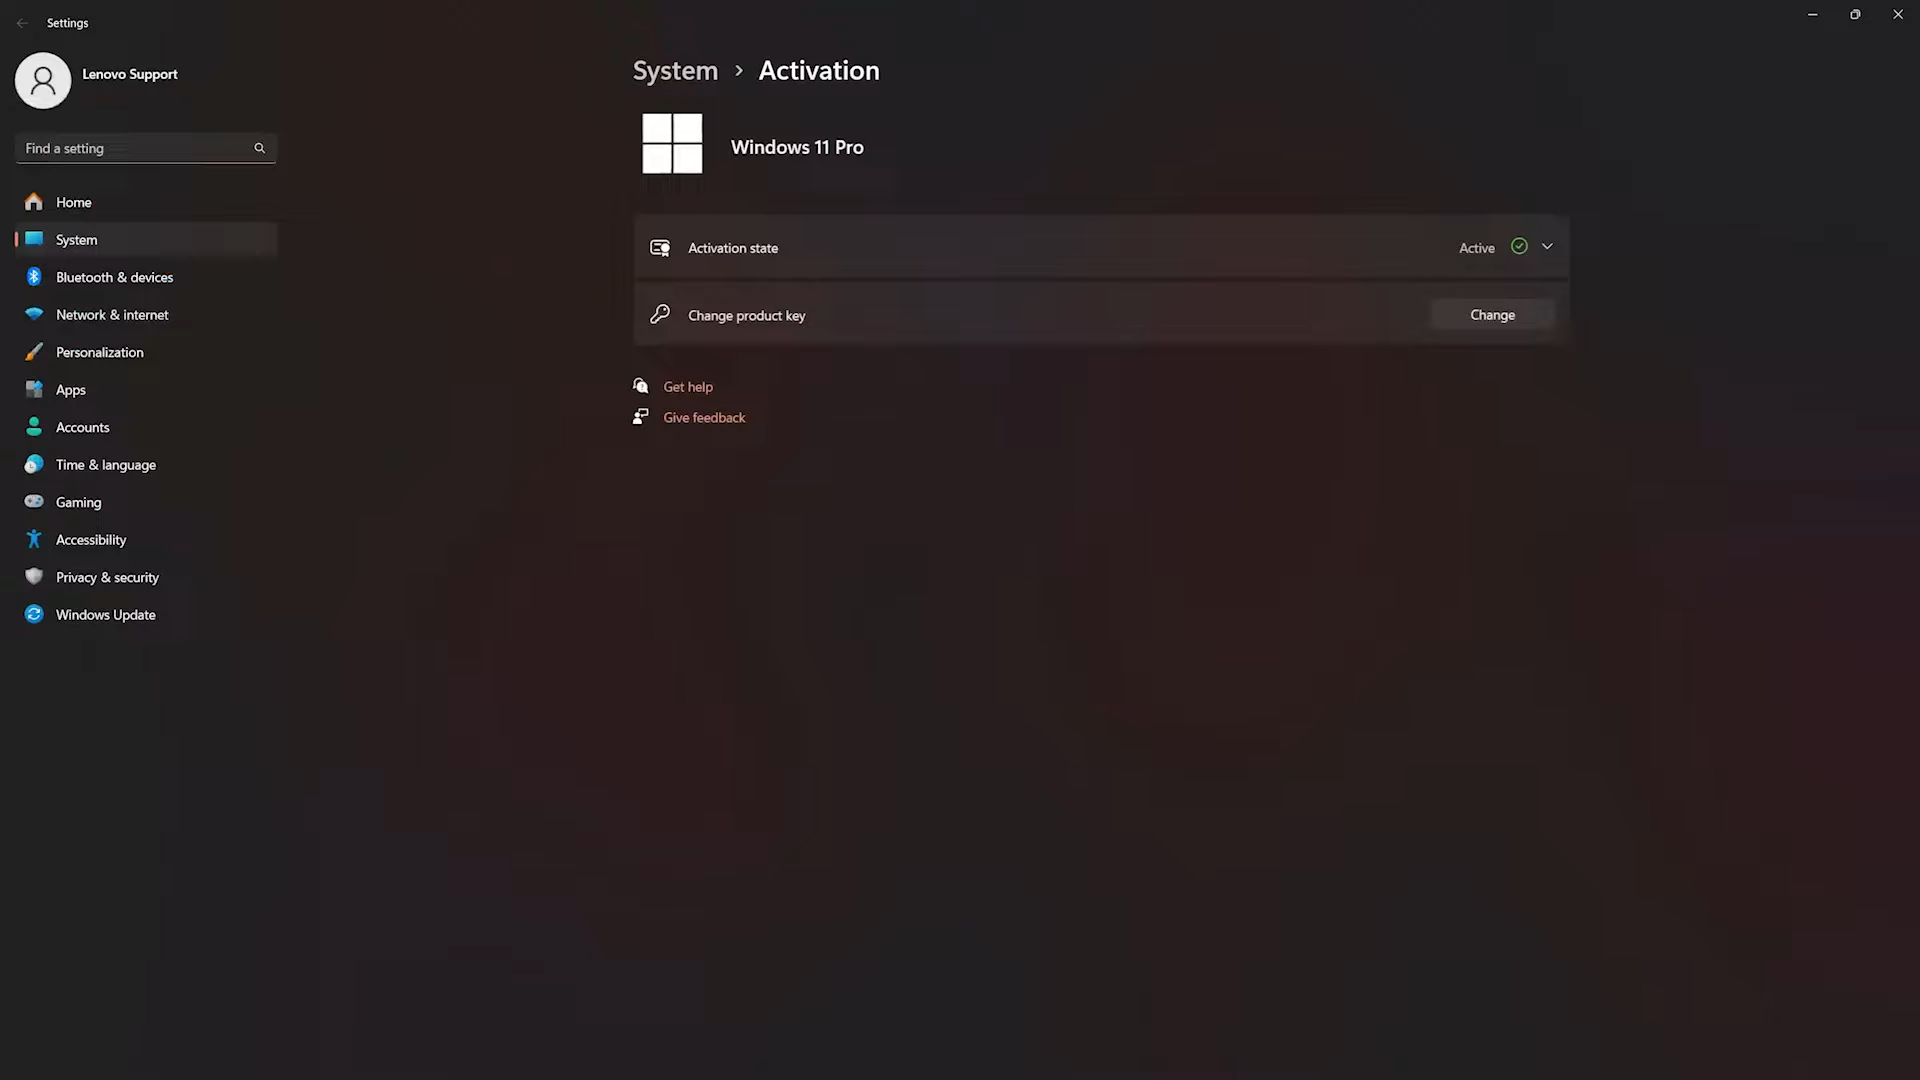 Settings
Lenovo Support
Find a setting
Home
System
Bluetooth & devices
Network & internet
Personalization
Apps
Accounts
Time & language
Gaming
Accessibility
Privacy & security
Windows Update
System > Activation
Windows 11 Pro
Activation state Active
Change product key Change
Get help
Give feedback